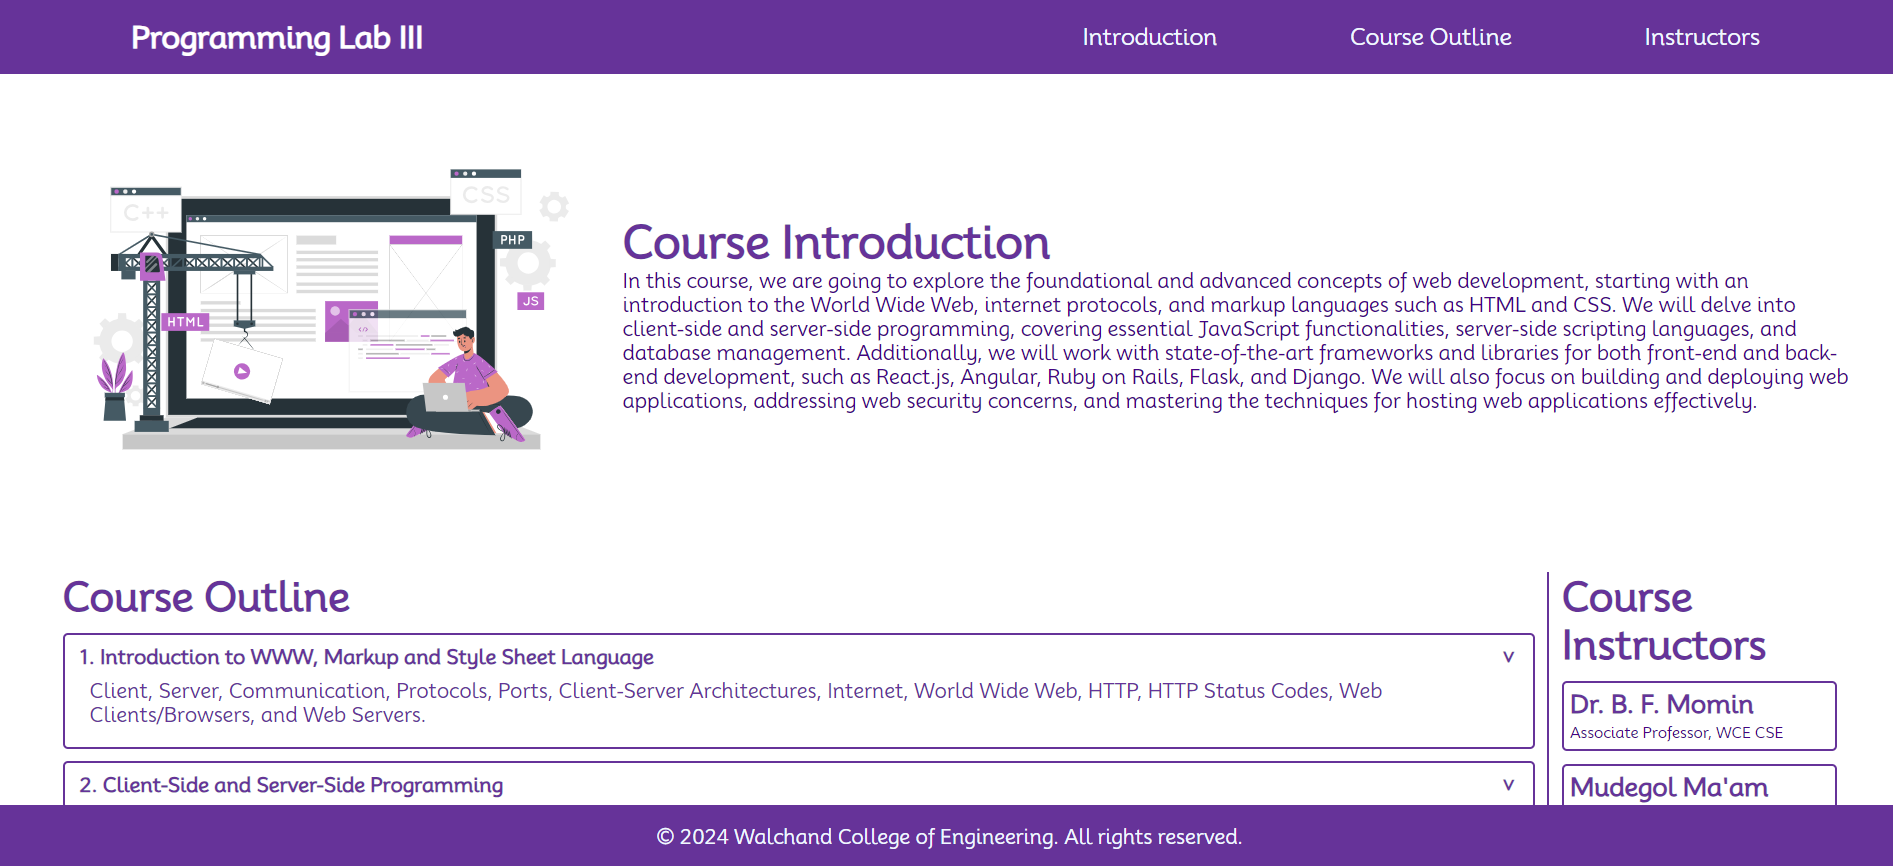 Programming Lab III
Introduction
Course Outline
Instructors
C++
CSS
PHP
JS
HTML
Course Introduction
In this course, we are going to explore the foundational and advanced concepts of web development, starting with an
introduction to the World Wide Web, internet protocols, and markup languages such as HTML and CSS. We will delve into
client-side and server-side programming, covering essential JavaScript functionalities, server-side scripting languages, and
database management. Additionally, we will work with state-of-the-art frameworks and libraries for both front-end and back-
end development, such as React.js, Angular, Ruby on Rails, Flask, and Django. We will also focus on building and deploying web
applications, addressing web security concerns, and mastering the techniques for hosting web applications effectively.
Course Outline
1. Introduction to WWW, Markup and Style Sheet Language
Client, Server, Communication, Protocols, Ports, Client-Server Architectures, Internet, World Wide Web, HTTP, HTTP Status Codes, Web
Clients/Browsers, and Web Servers.
2. Client-Side and Server-Side Programming
Course
Instructors
Dr. B. F. Momin
Associate Professor, WCE CSE
Mudegol Ma'am
© 2024 Walchand College of Engineering. All rights reserved.